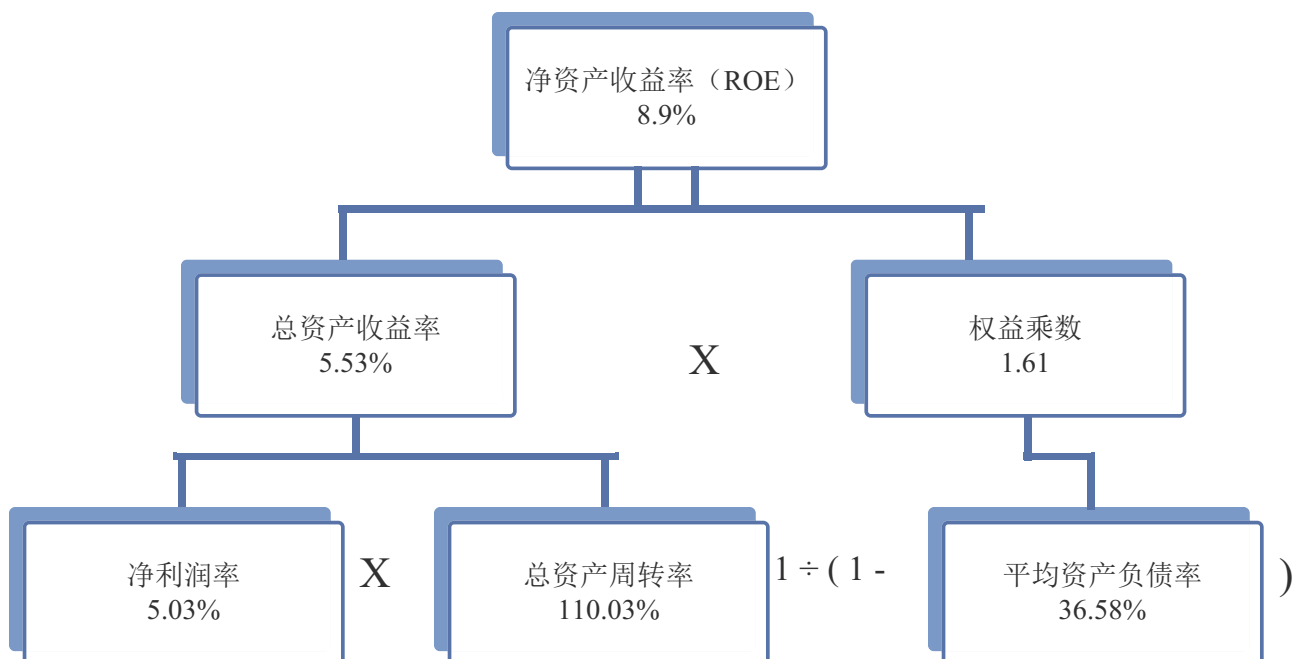 净资产收益率（ROE）
8.9%
总资产收益率
5.53%
X
权益乘数
1.61
净利润率
5.03%
X
总资产周转率
110.03%
1 ÷ ( 1 -
平均资产负债率
36.58%
)